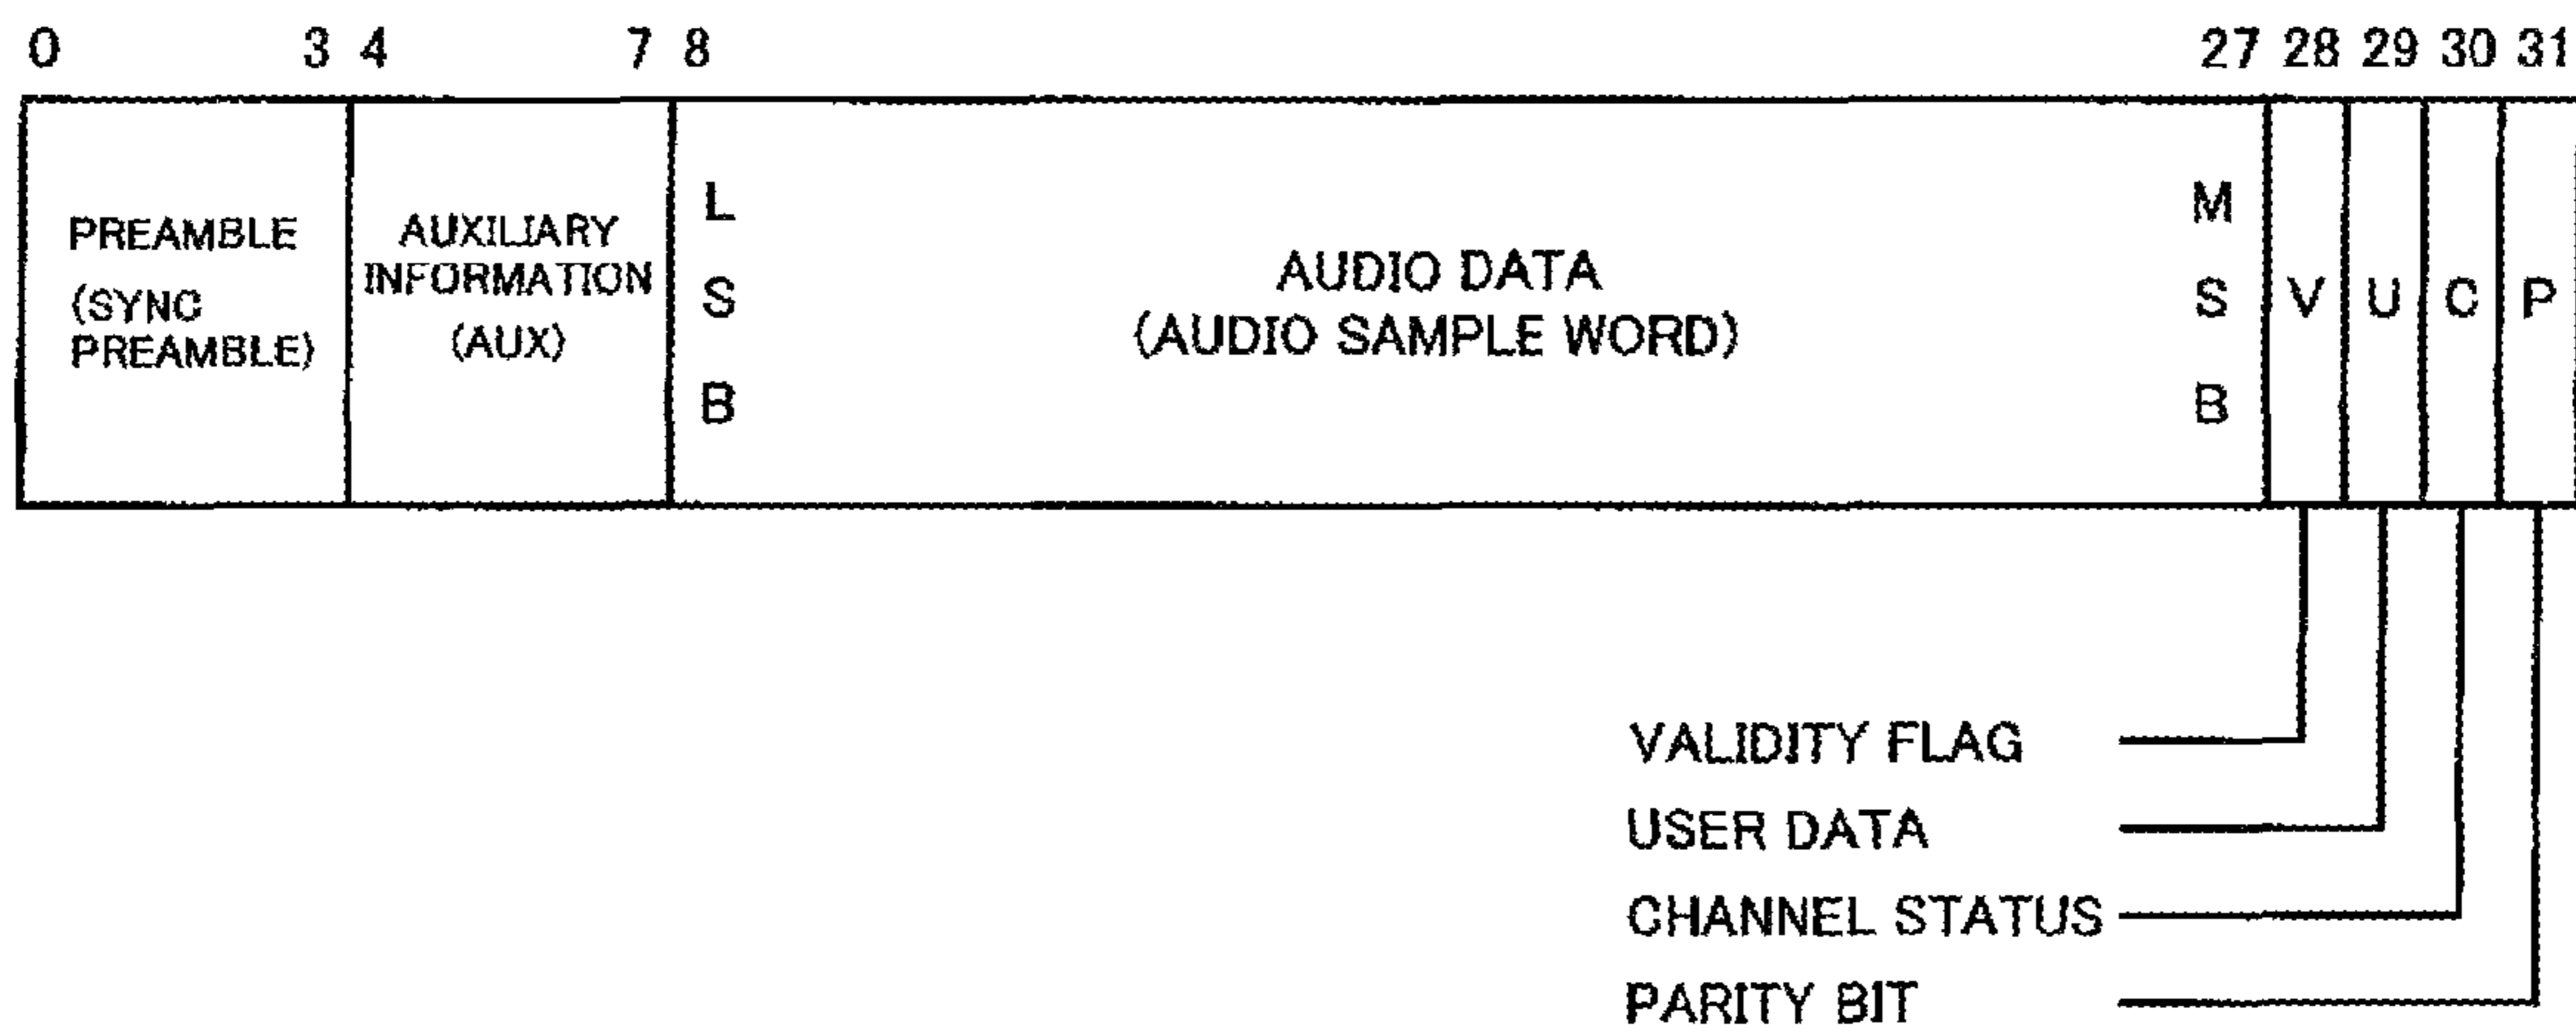 0 3 4 7 8 27 28 29 30 31
PREAMBLE
(SYNC
PREAMBLE)
AUXILIARY
INFORMATION
(AUX)
L
S
B
AUDIO DATA
(AUDIO SAMPLE WORD)
M
S
B
V U C P
VALIDITY FLAG
USER DATA
CHANNEL STATUS
PARITY BIT